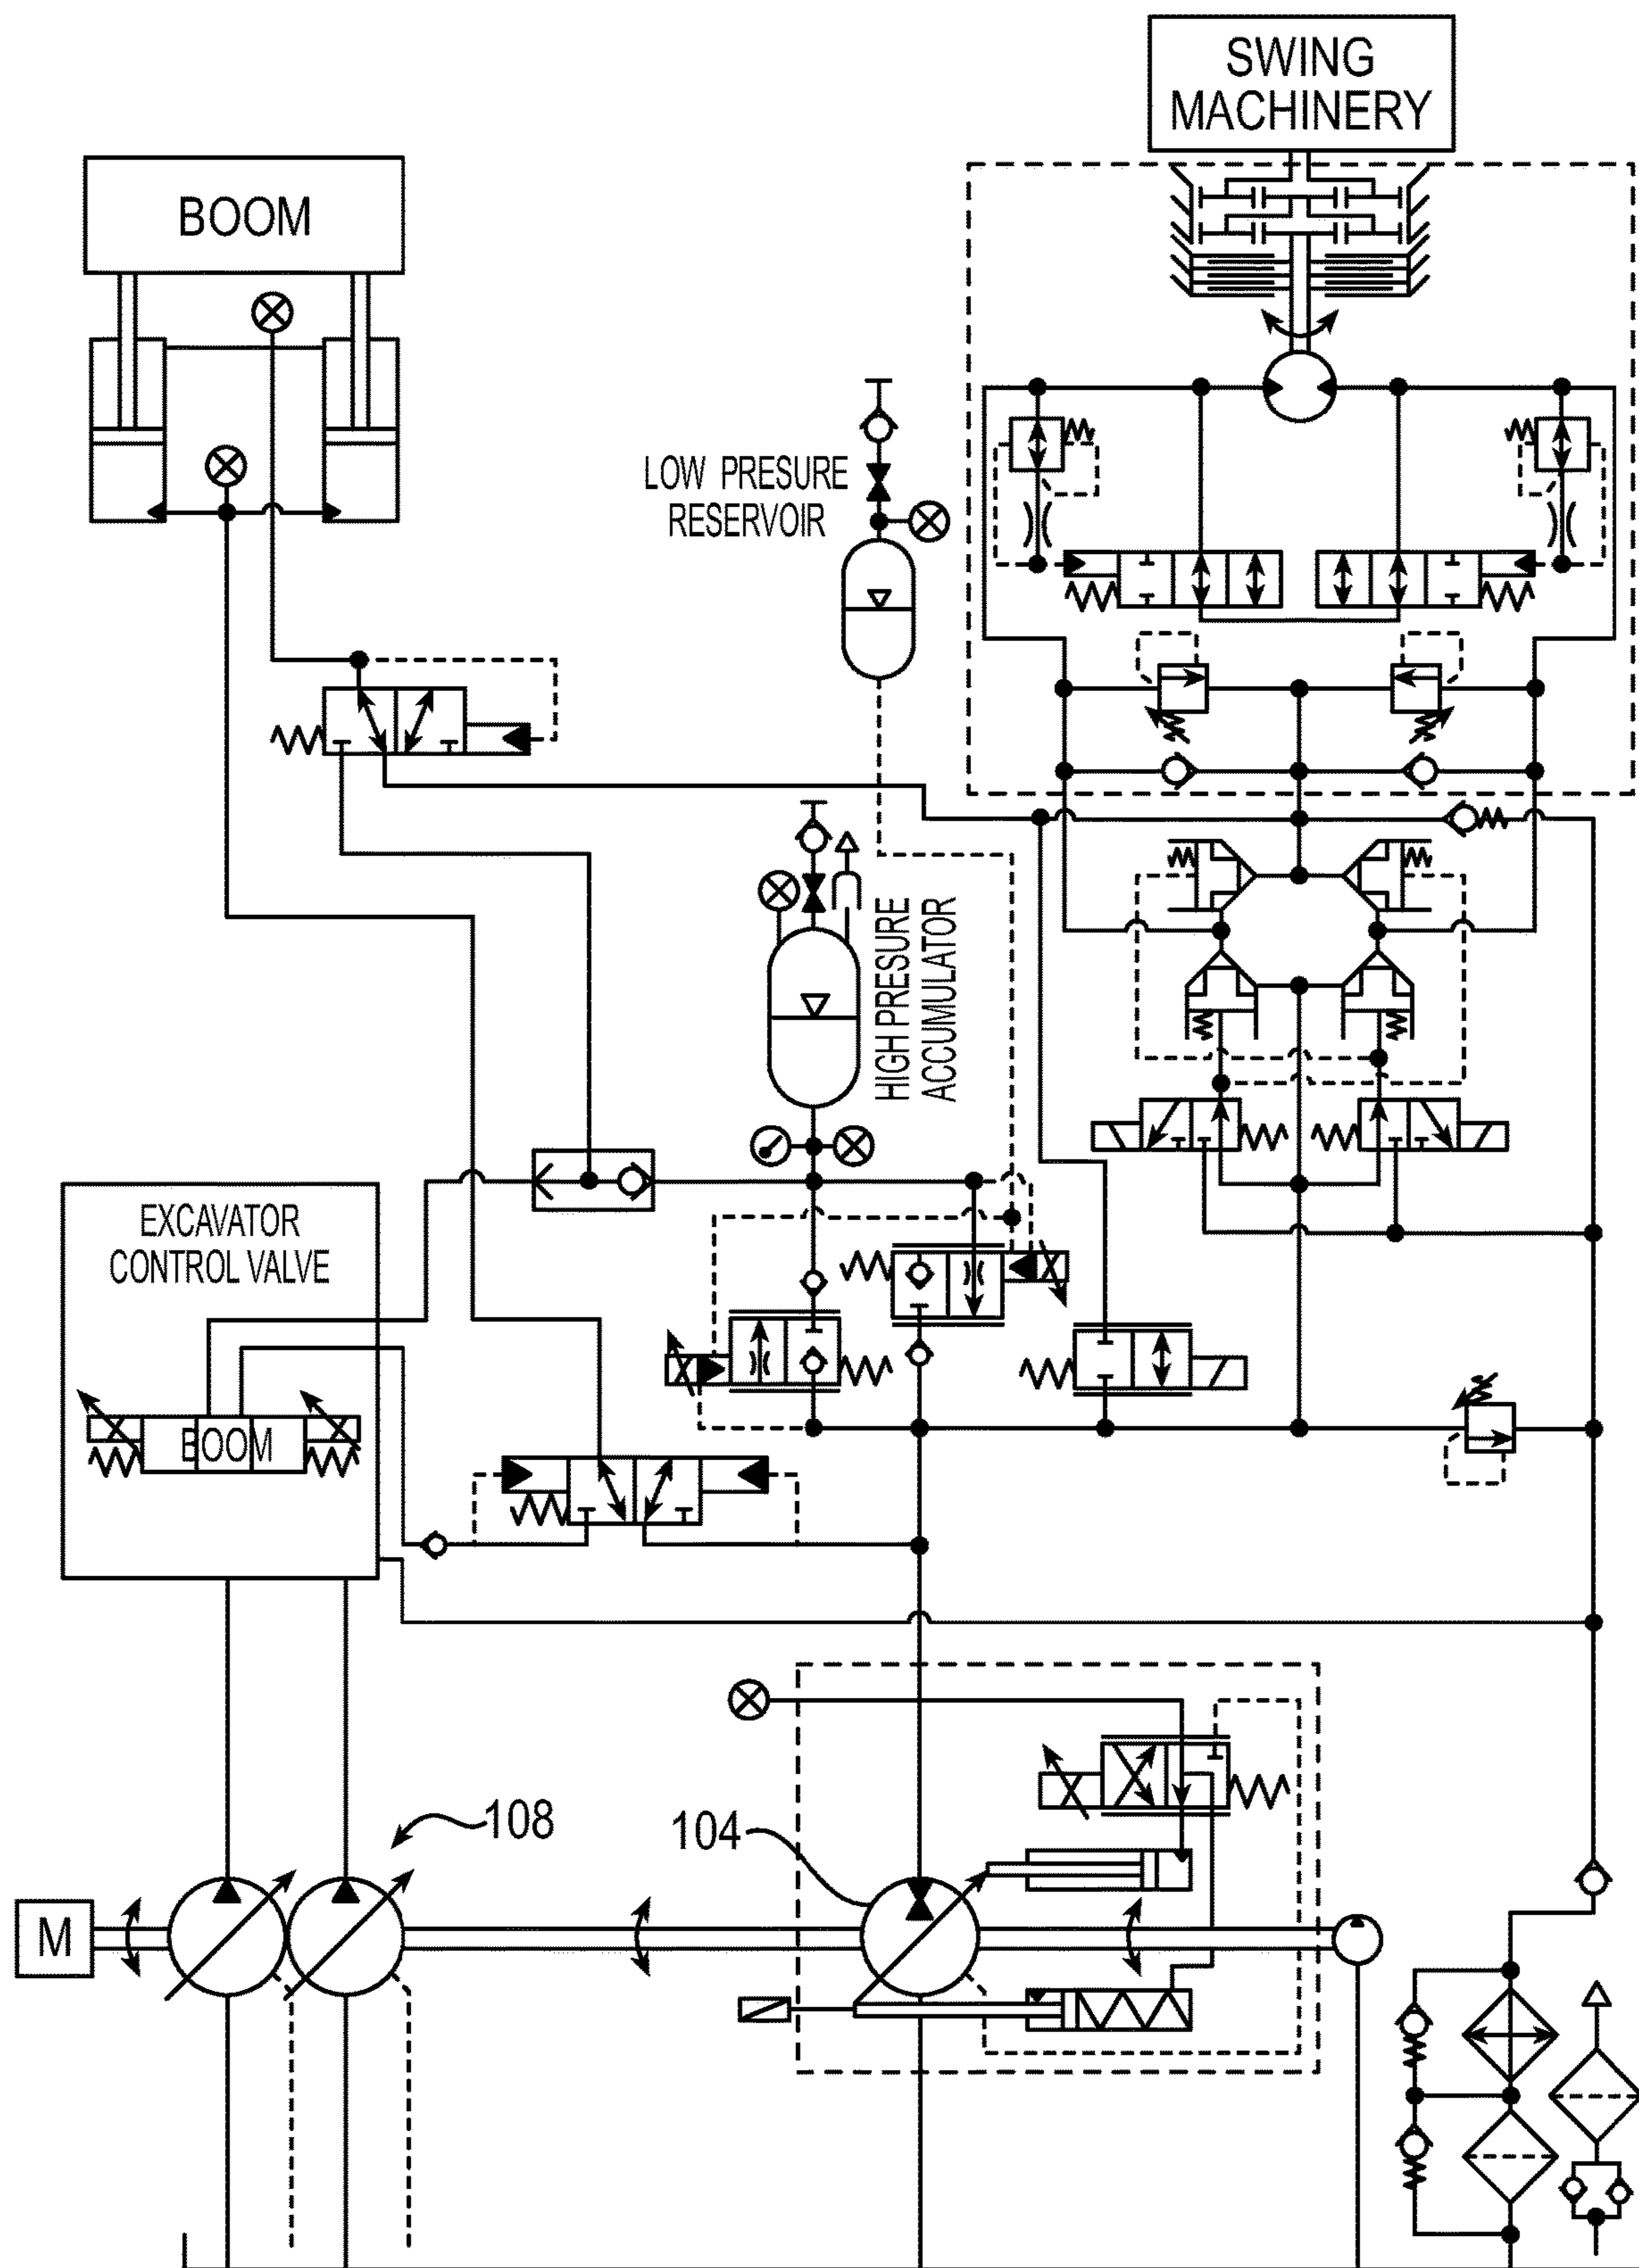 SWING
MACHINERY
BOOM
LOW PRESURE
RESERVOIR
HIGH PRESURE
ACCUMULATOR
EXCAVATOR
CONTROL VALVE
BOOM
108
104
M